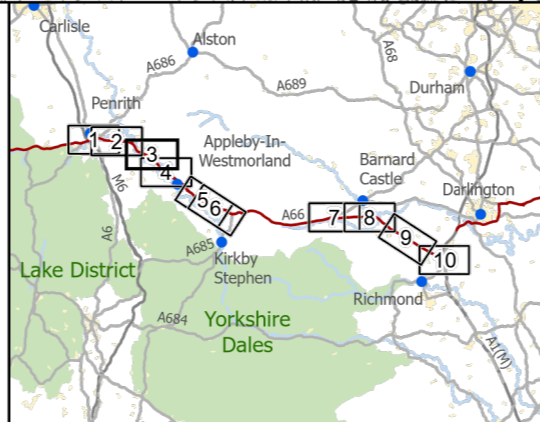 Carlisle
Alston
A686
A68
A689
Durham
Penrith
1
2
3
4
5
6
Appleby-In-
Westmorland
Barnard
Castle
Darlington
M6
A6
A66
7
8
9
10
A685
Kirkby
Stephen
Lake District
Richmond
A684
Yorkshire
Dales
A1(M)